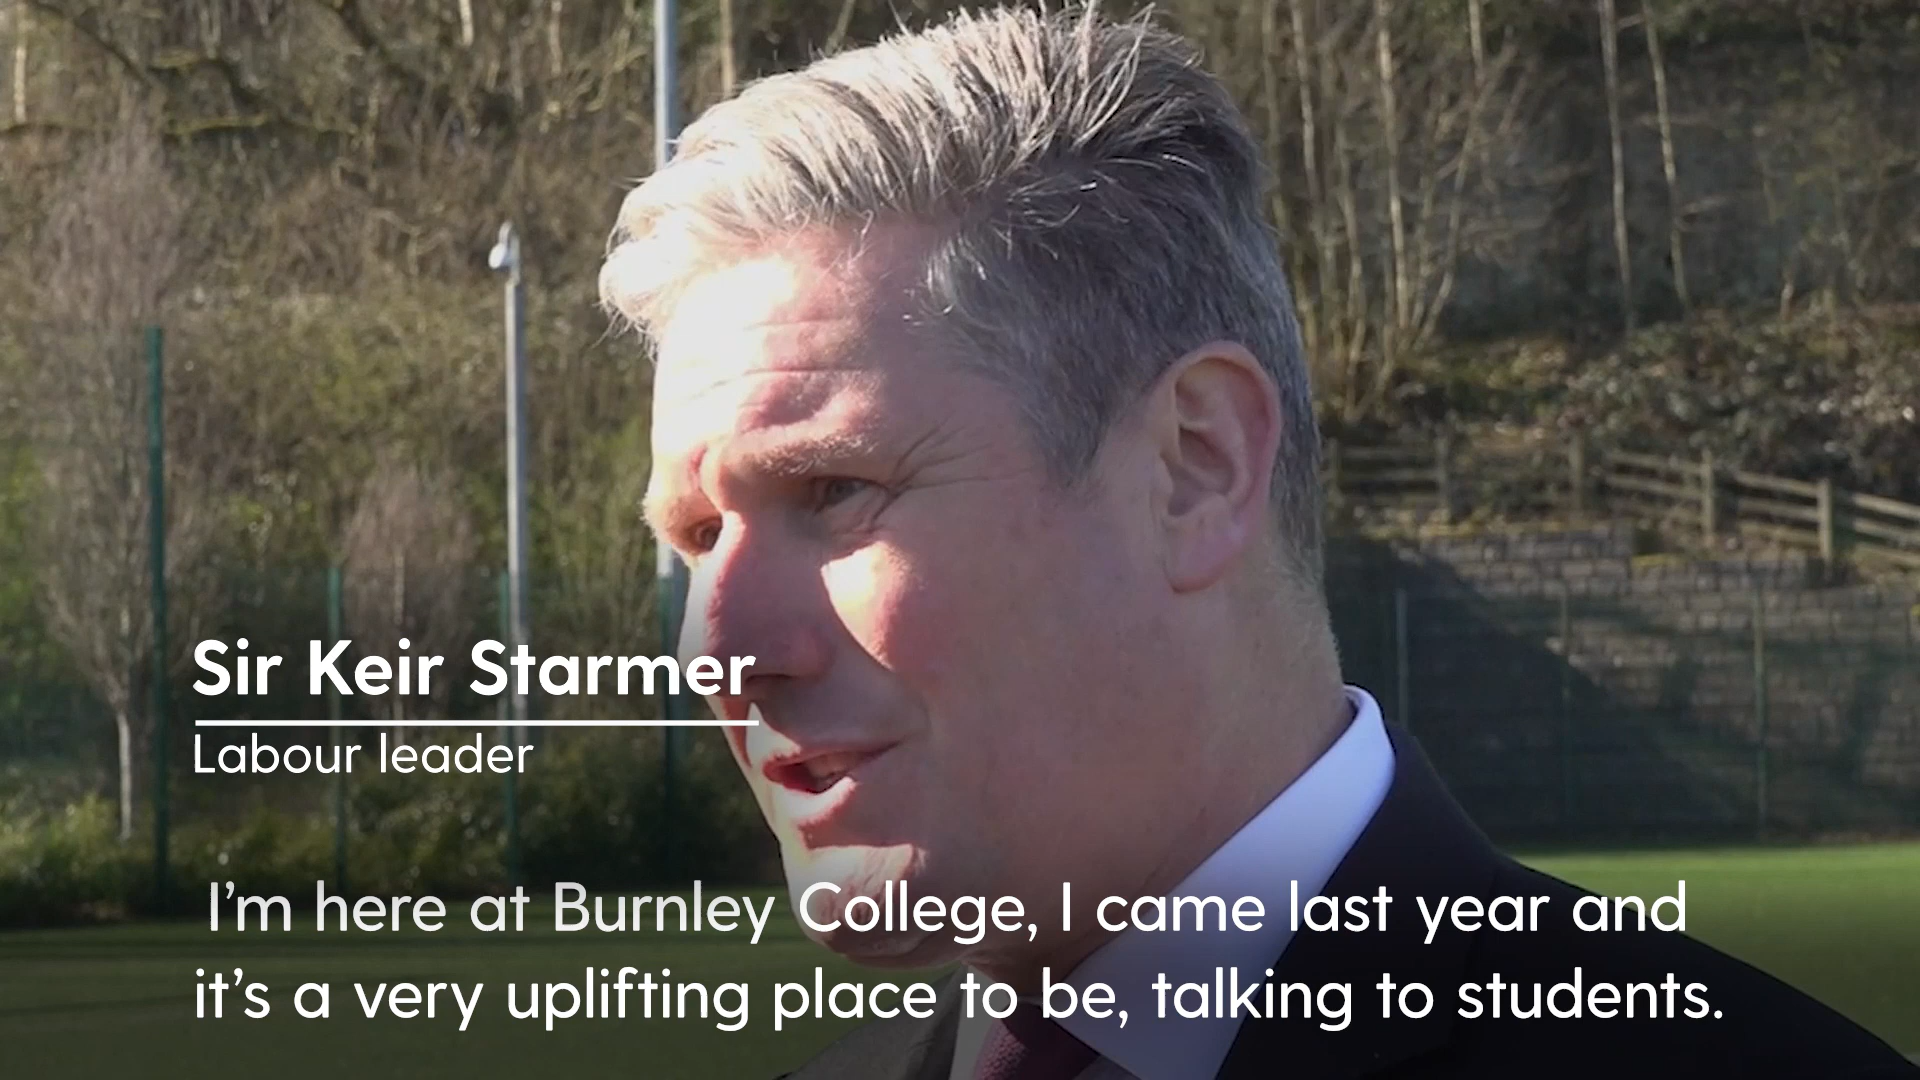 Sir Keir Starmer
Labour leader
I'm here at Burnley College, I came last year and
it's a very uplifting place to be, talking to students.